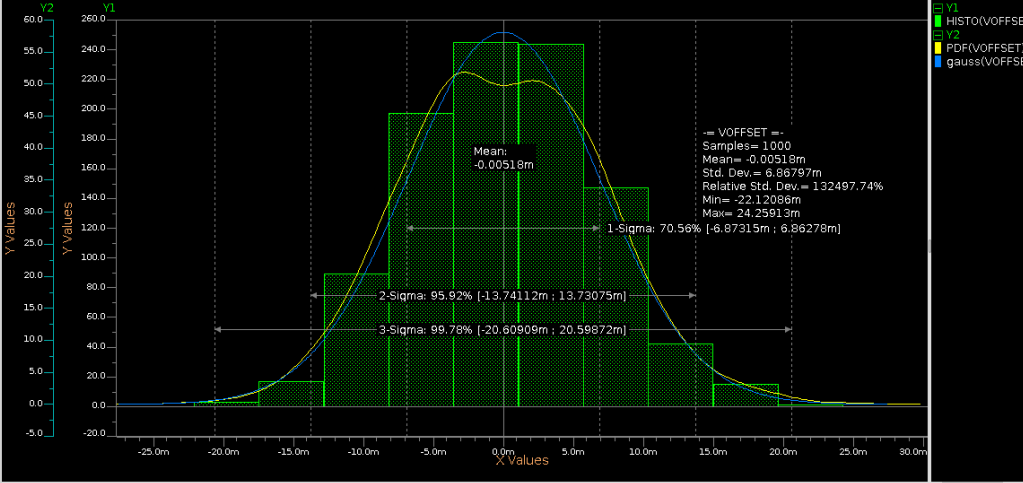 Y2
Y1
60.0
55.0
50.0
45.0
40.0
35.0
30.0
25.0
20.0
15.0
10.0
5.0
0.0
-5.0
Y Values
260.0
240.0
220.0
200.0
180.0
160.0
140.0
120.0
100.0
80.0
60.0
40.0
20.0
0.0
-20.0
Y Values
Mean:
-0.00518m
-= VOFFSET =-
Samples= 1000
Mean= -0.00518m
Std. Dev.= 6.86797m
Relative Std. Dev.= 132497.74%
Min= -22.12086m
Max= 24.25913m
1-Sigma: 70.56% [-6.87315m ; 6.86278m]
2-Sigma: 95.92% [-13.74112m ; 13.73075m]
3-Sigma: 99.78% [-20.60909m ; 20.59872m]
-25.0m -20.0m -15.0m -10.0m -5.0m 0.0m 5.0m 10.0m 15.0m 20.0m 25.0m 30.0m
X Values
Y1
HISTO(VOFFSE
Y2
PDF(VOFFSET)
gauss(VOFFSE